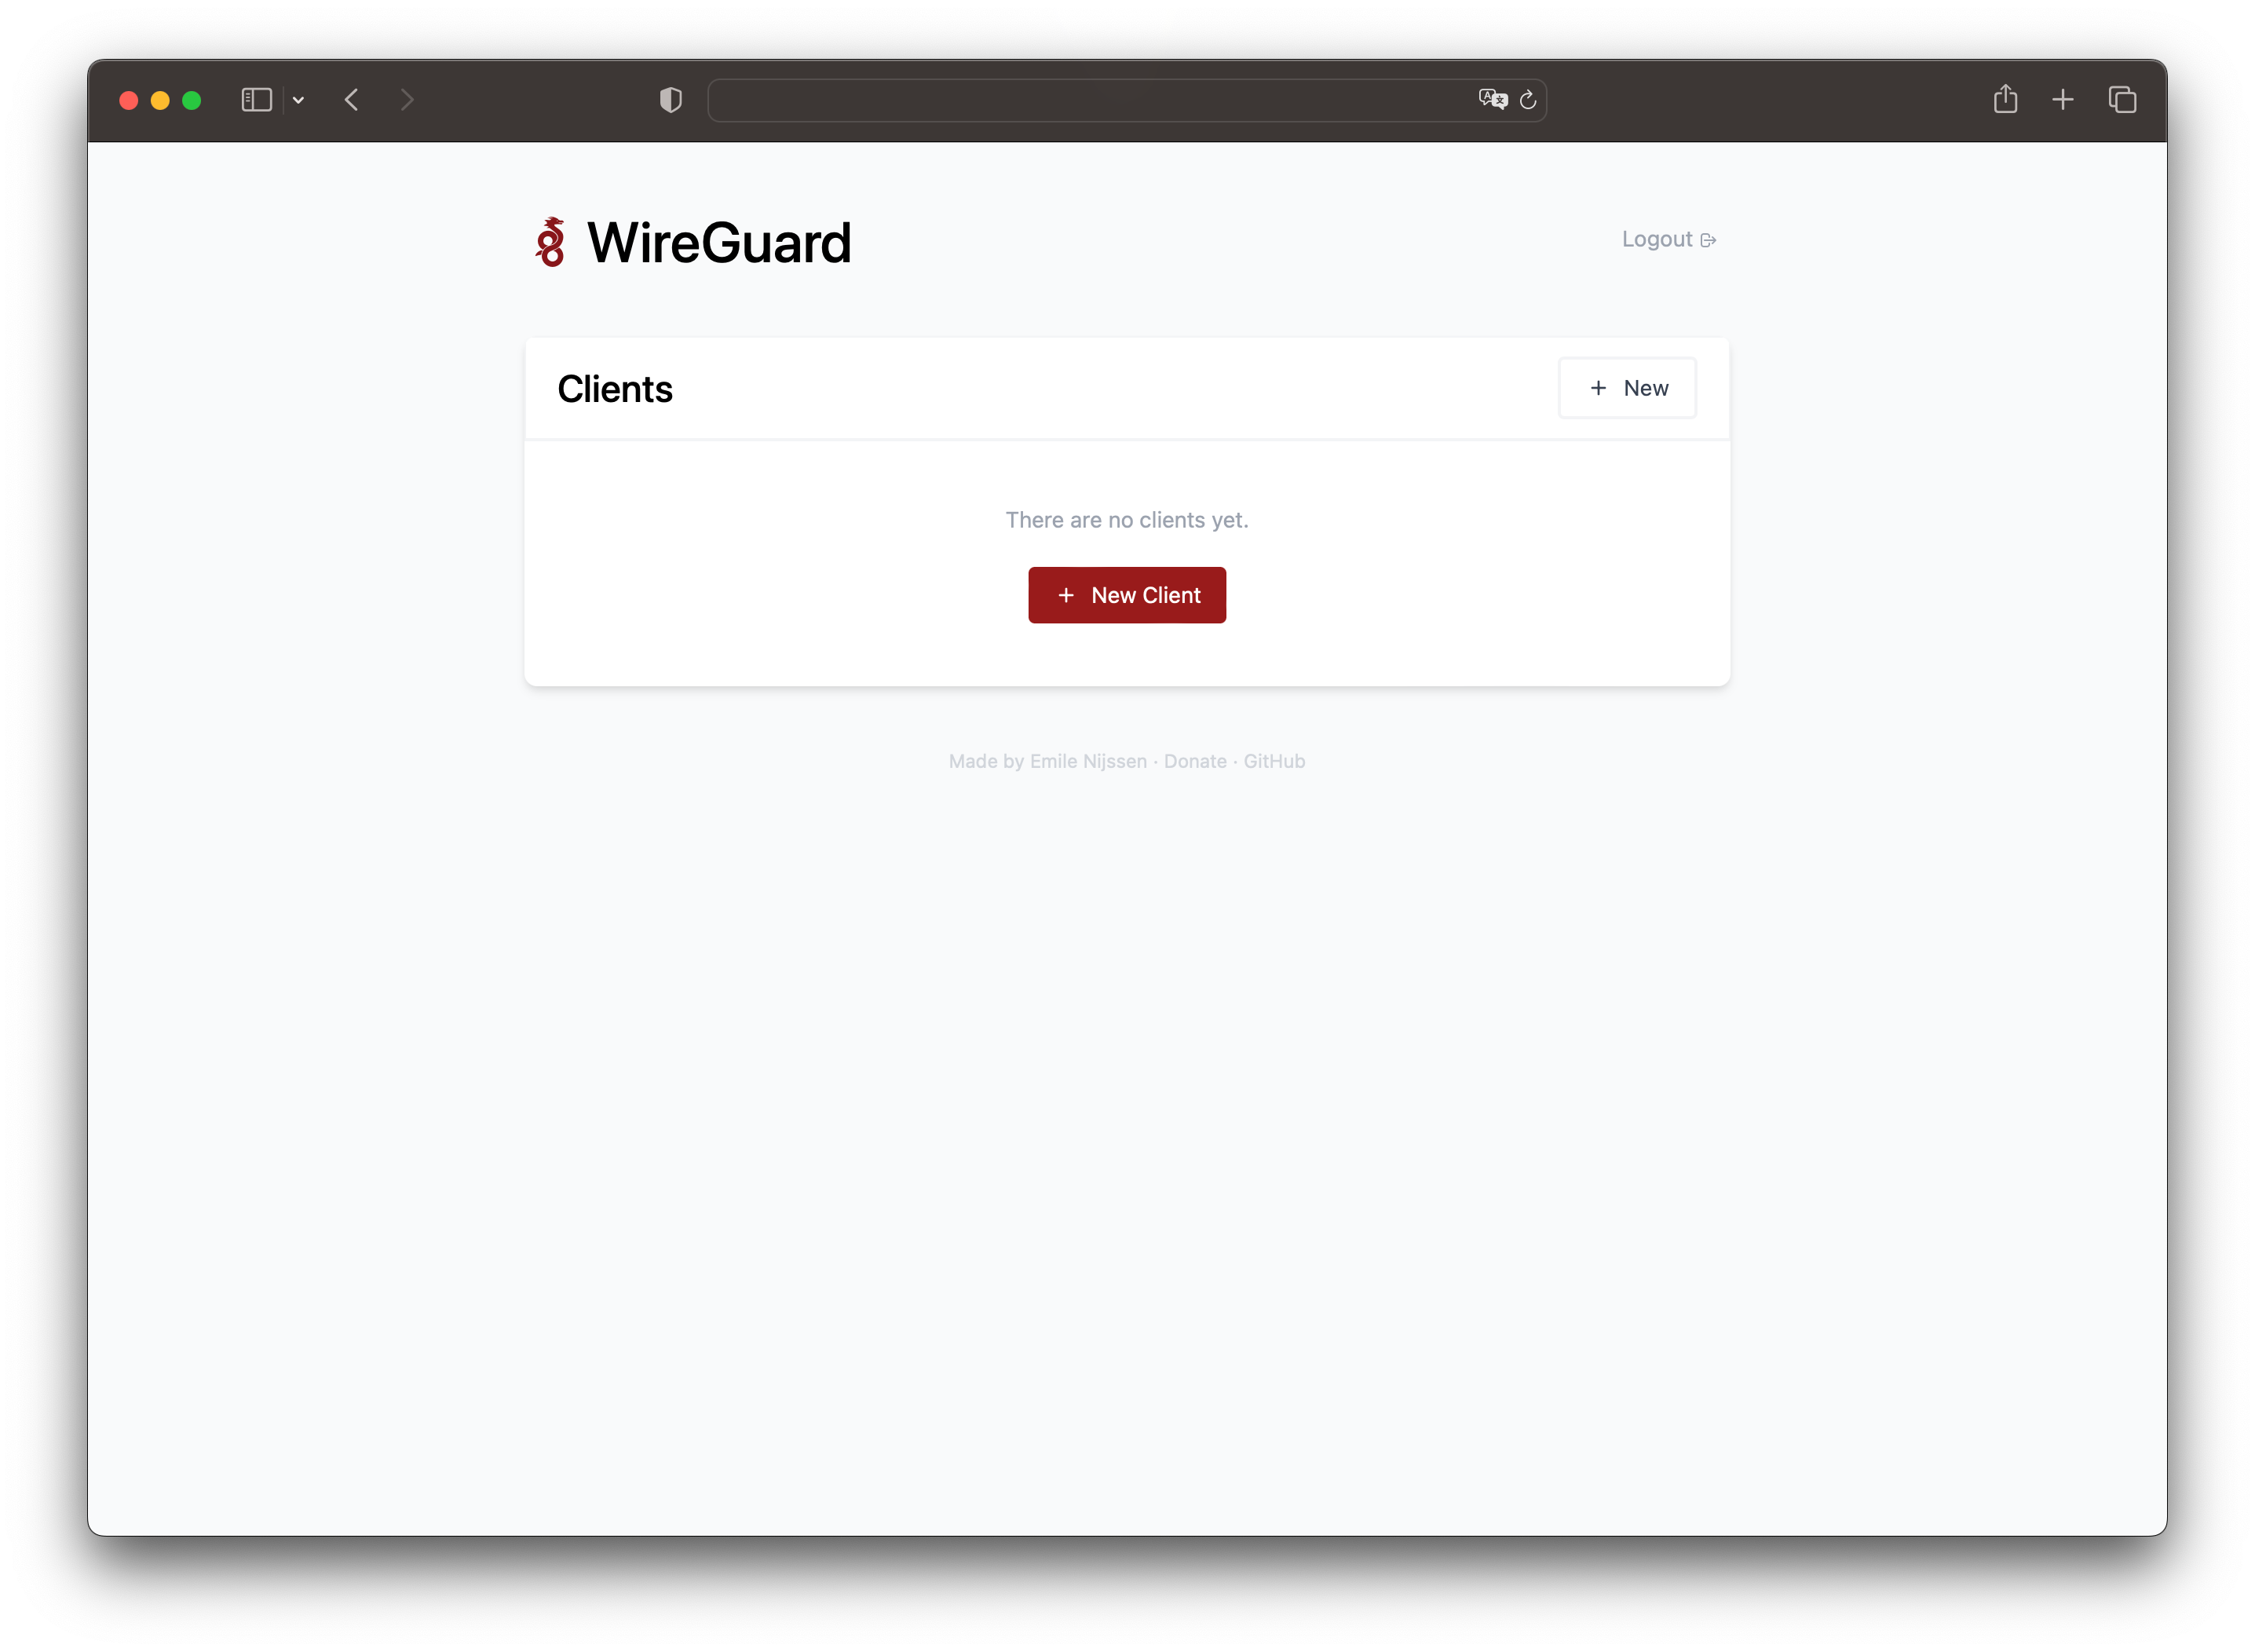 WireGuard
Logout
Clients
+ New
There are no clients yet.
+ New Client
Made by Emile Nijssen · Donate · GitHub